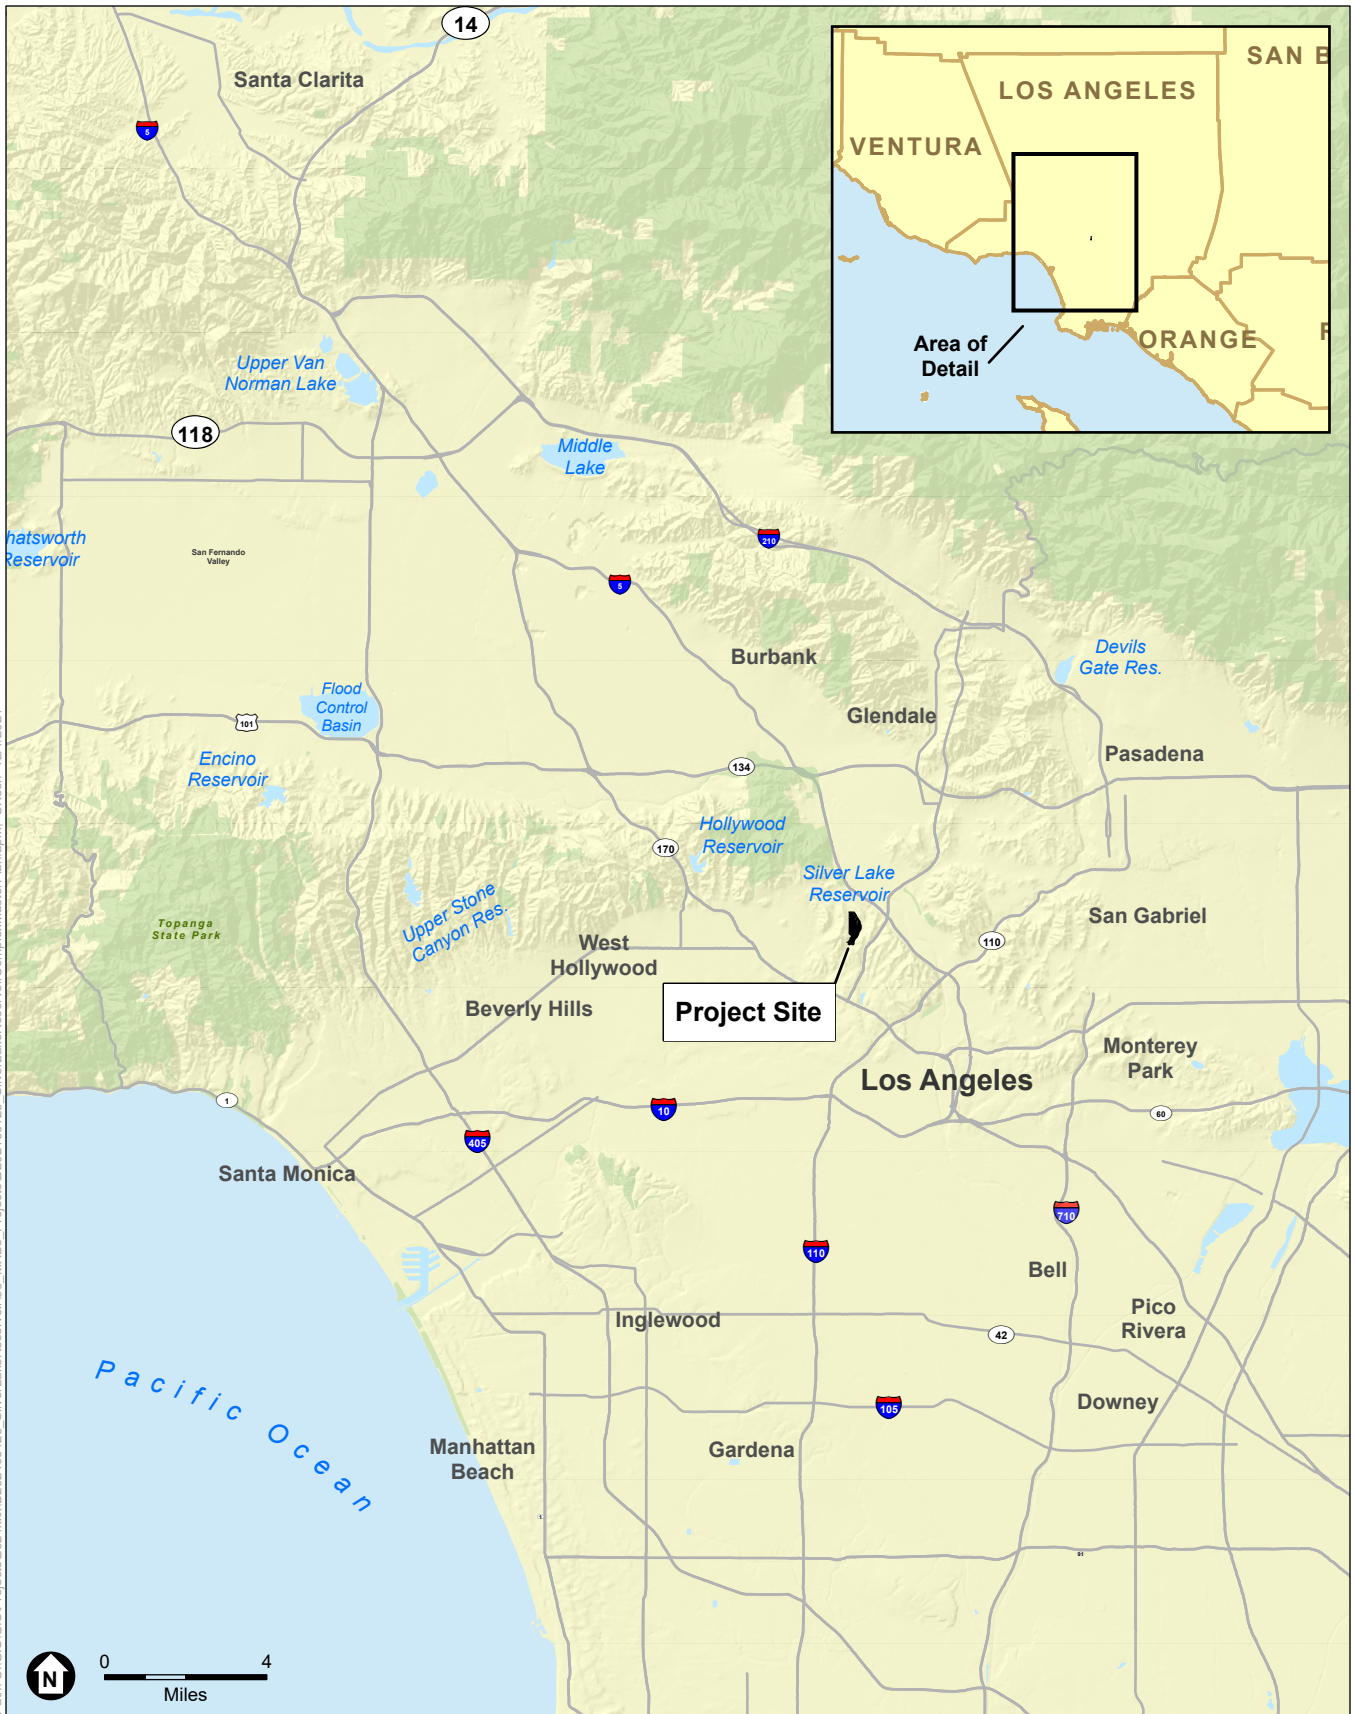 14
Santa Clarita
5
SAN B
LOS ANGELES
VENTURA
ORANGE
Area of
Detail
Upper Van
Norman Lake
118
Middle
Lake
hatsworth
Reservoir
San Fernando
Valley
210
5
Burbank
Devils
Gate Res.
Flood
Control
Basin
101
Glendale
Encino
Reservoir
134
Pasadena
Hollywood
Reservoir
170
Silver Lake
Reservoir
Upper Stone
Canyon Res.
Topanga
State Park
San Gabriel
110
West
Hollywood
Beverly Hills
Project Site
Monterey
Park
Los Angeles
1
10
60
405
Santa Monica
710
110
Bell
Pico
Rivera
Inglewood
42
Pacific Ocean
105
Downey
Manhattan
Beach
Gardena
1
91
N
0
4
Miles